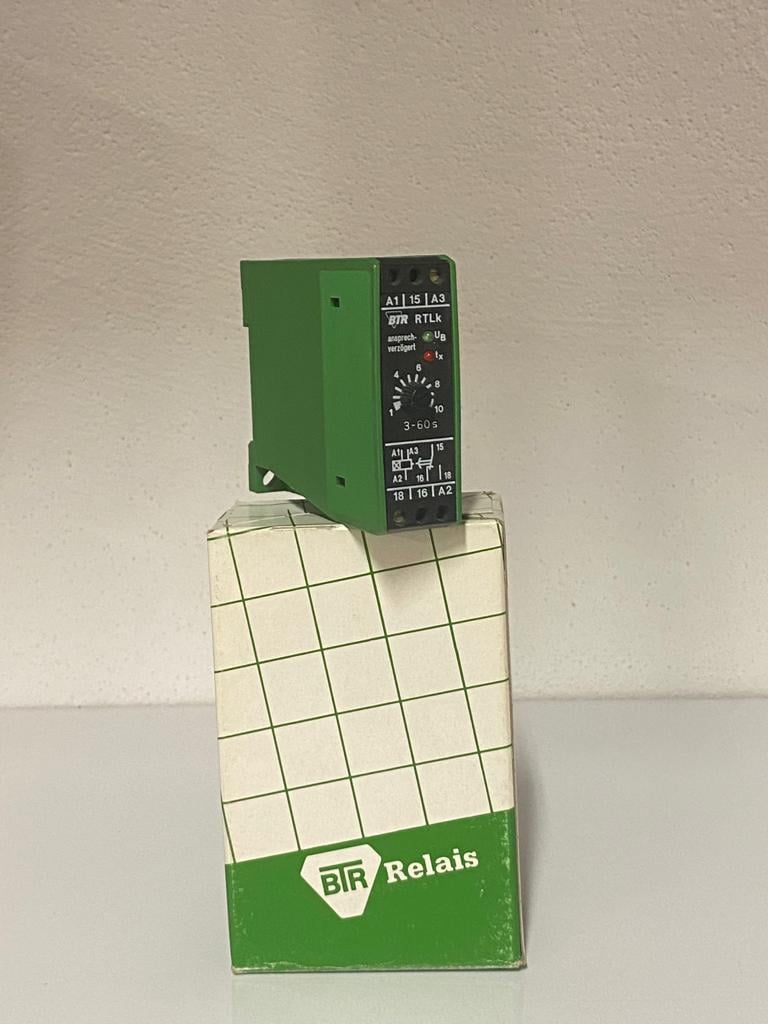 A1 15 A3
BTR RTLk
ansprech-
verzögert
UB
tx
1 4 6 8 10
3-60s
A1 A3 15
A2 16 18
18 16 A2
BTR Relais